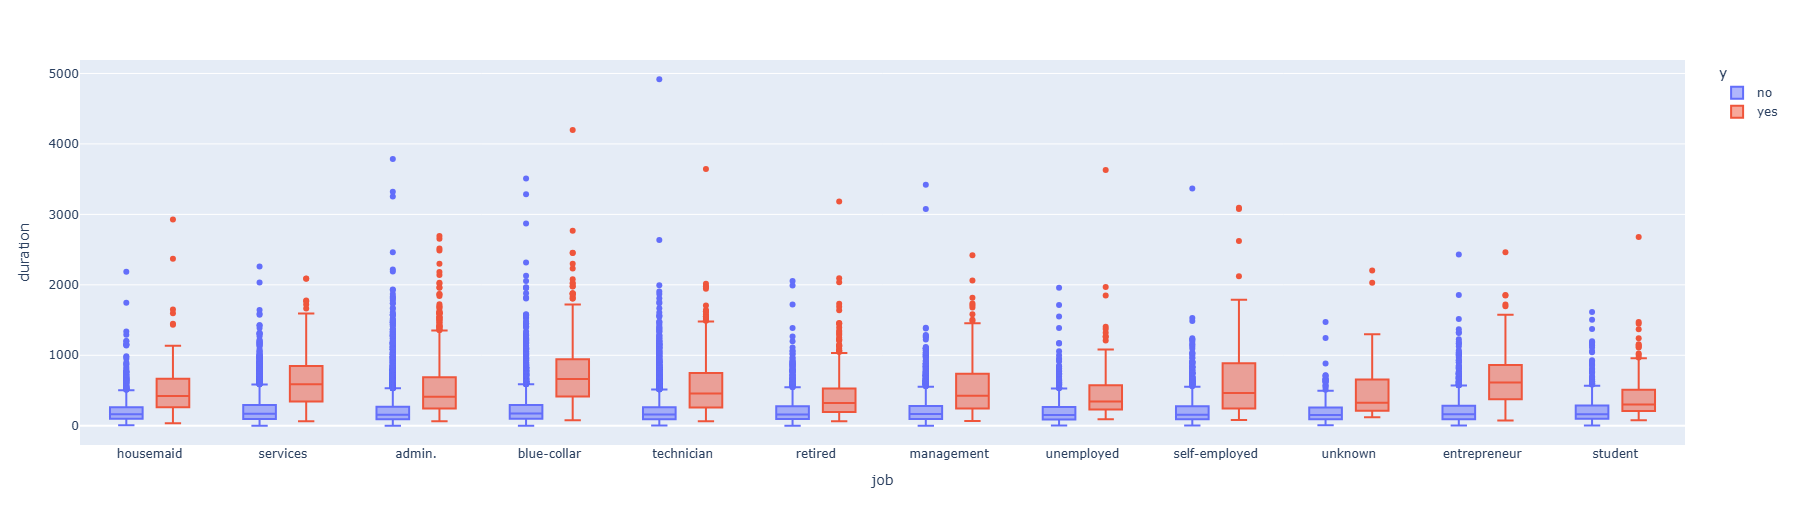 y
no
yes
5000
4000
3000
2000
1000
0
duration
housemaid services admin. blue-collar technician retired management unemployed self-employed unknown entrepreneur student
job